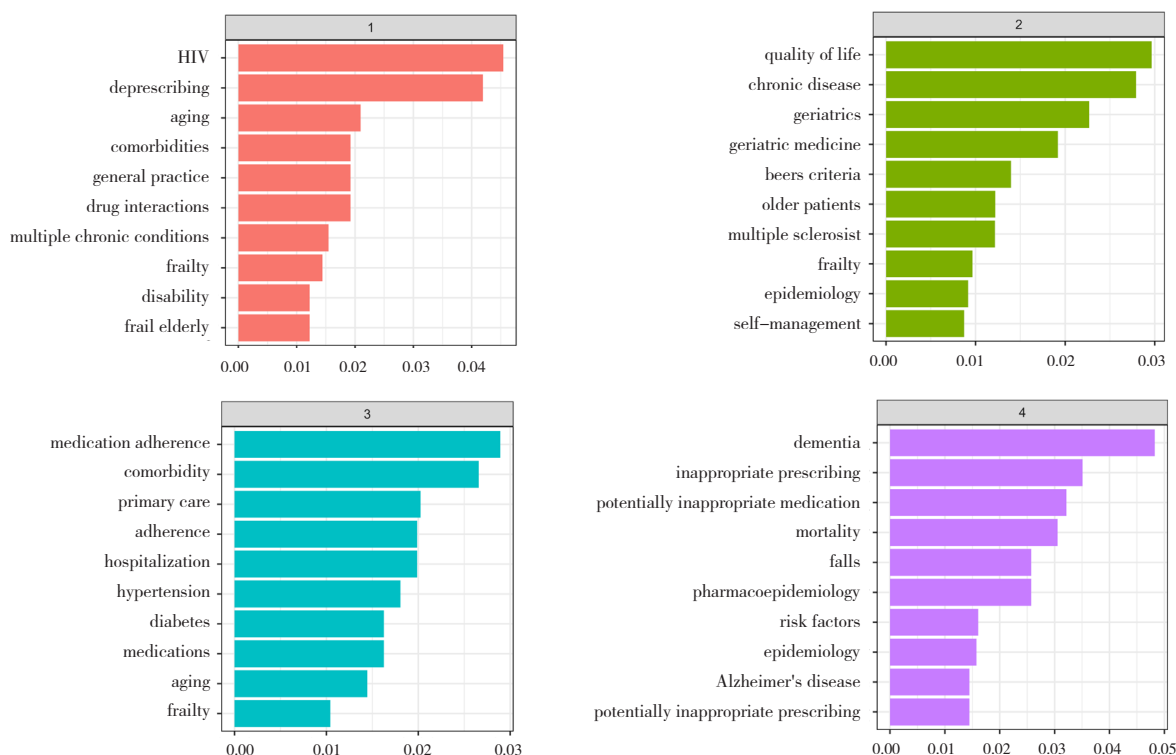 1
HIV
deprescribing
aging
comorbidities
general practice
drug interactions
multiple chronic conditions
frailty
disability
frail elderly
0.00 0.01 0.02 0.03 0.04
2
quality of life
chronic disease
geriatrics
geriatric medicine
beers criteria
older patients
multiple sclerosist
frailty
epidemiology
self−management
0.00 0.01 0.02 0.03
3
medication adherence
comorbidity
primary care
adherence
hospitalization
hypertension
diabetes
medications
aging
frailty
0.00 0.01 0.02 0.03
4
dementia
inappropriate prescribing
potentially inappropriate medication
mortality
falls
pharmacoepidemiology
risk factors
epidemiology
Alzheimer's disease
potentially inappropriate prescribing
0.00 0.01 0.02 0.03 0.04 0.05